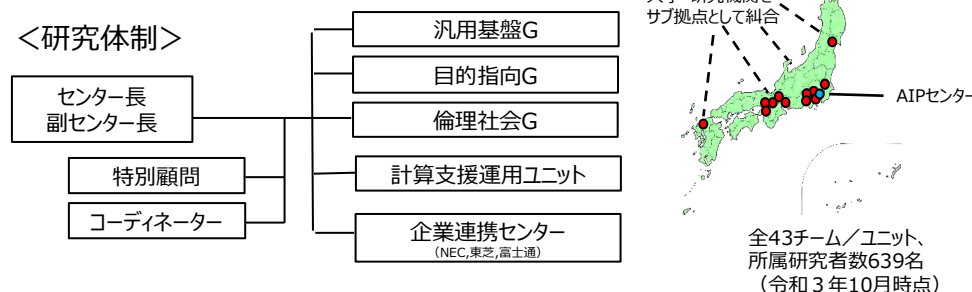 <研究体制>
センター長
副センター長
特別顧問
コーディネーター
汎用基盤G
目的指向G
倫理社会G
計算支援運用ユニット
企業連携センター
(NEC,東芝,富士通)
サブ拠点として糾合
AIPセンター
全43チーム/ユニット、
所属研究者数639名
(令和3年10月時点)